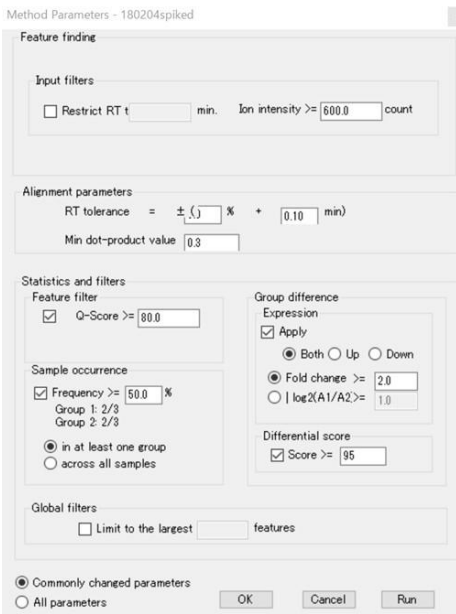 Method Parameters - 180204spiked
Feature finding
Input filters
Restrict RT t min. Ion intensity >= 600.0 count
Alignment parameters
RT tolerance = ± ( % + 0.10 min)
Min dot-product value 0.3
Statistics and filters
Feature filter
Q-Score >= 80.0
Sample occurrence
Frequency >= 50.0 %
Group 1: 2/3
Group 2: 2/3
in at least one group
across all samples
Group difference
Expression
Apply
Both Up Down
Fold change >= 2.0
| log2(A1/A2)>= 1.0
Differential score
Score >= 95
Global filters
Limit to the largest features
Commonly changed parameters
All parameters
OK Cancel Run